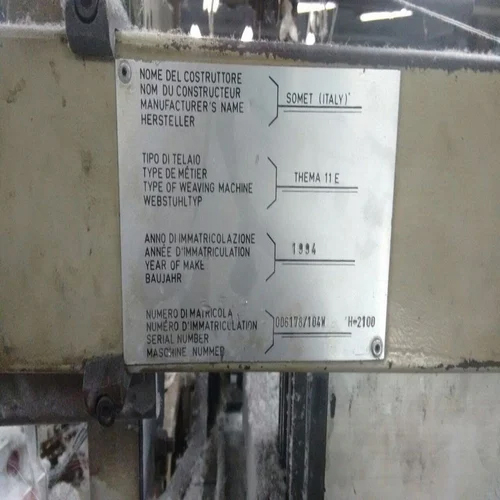 NOME DEL COSTRUTTORE
NOM DU CONSTRUCTEUR
MANUFACTURER'S NAME
HERSTELLER
SOMET (ITALY)
TIPO DI TELAIO
TYPE DE MÉTIER
TYPE OF WEAVING MACHINE
WEBSTUHLTYP
THEMA 11 E
ANNO DI IMMATRICOLAZIONE
ANNÉE D'IMMATRICULATION
YEAR OF MAKE
BAUJAHR
1994
NUMERO DI MATRICOLA
NUMÉRO D'IMMATRICULATION
SERIAL NUMBER
MASCHINE NUMMER
006178/184W H=2100